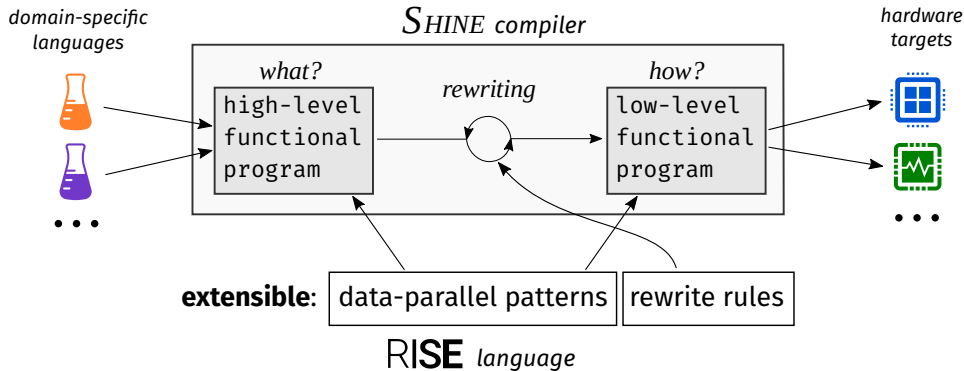 domain-specific
languages
SHINE compiler
hardware
targets
what?
rewriting
how?
high-level
functional
program
low-level
functional
program
extensible:
data-parallel patterns
rewrite rules
RISE language